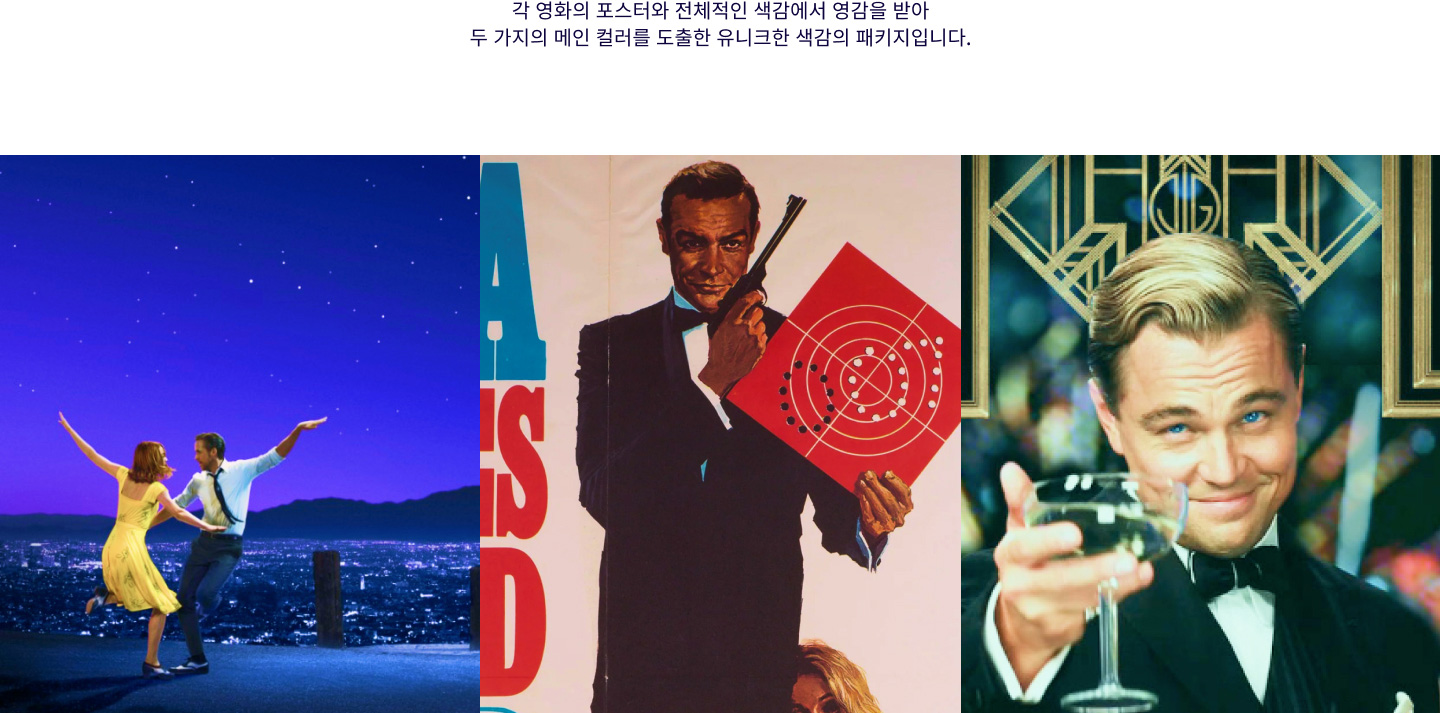 각 영화의 포스터와 전체적인 색감에서 영감을 받아
두 가지의 메인 컬러를 도출한 유니크한 색감의 패키지입니다.
A
ES
D
JG